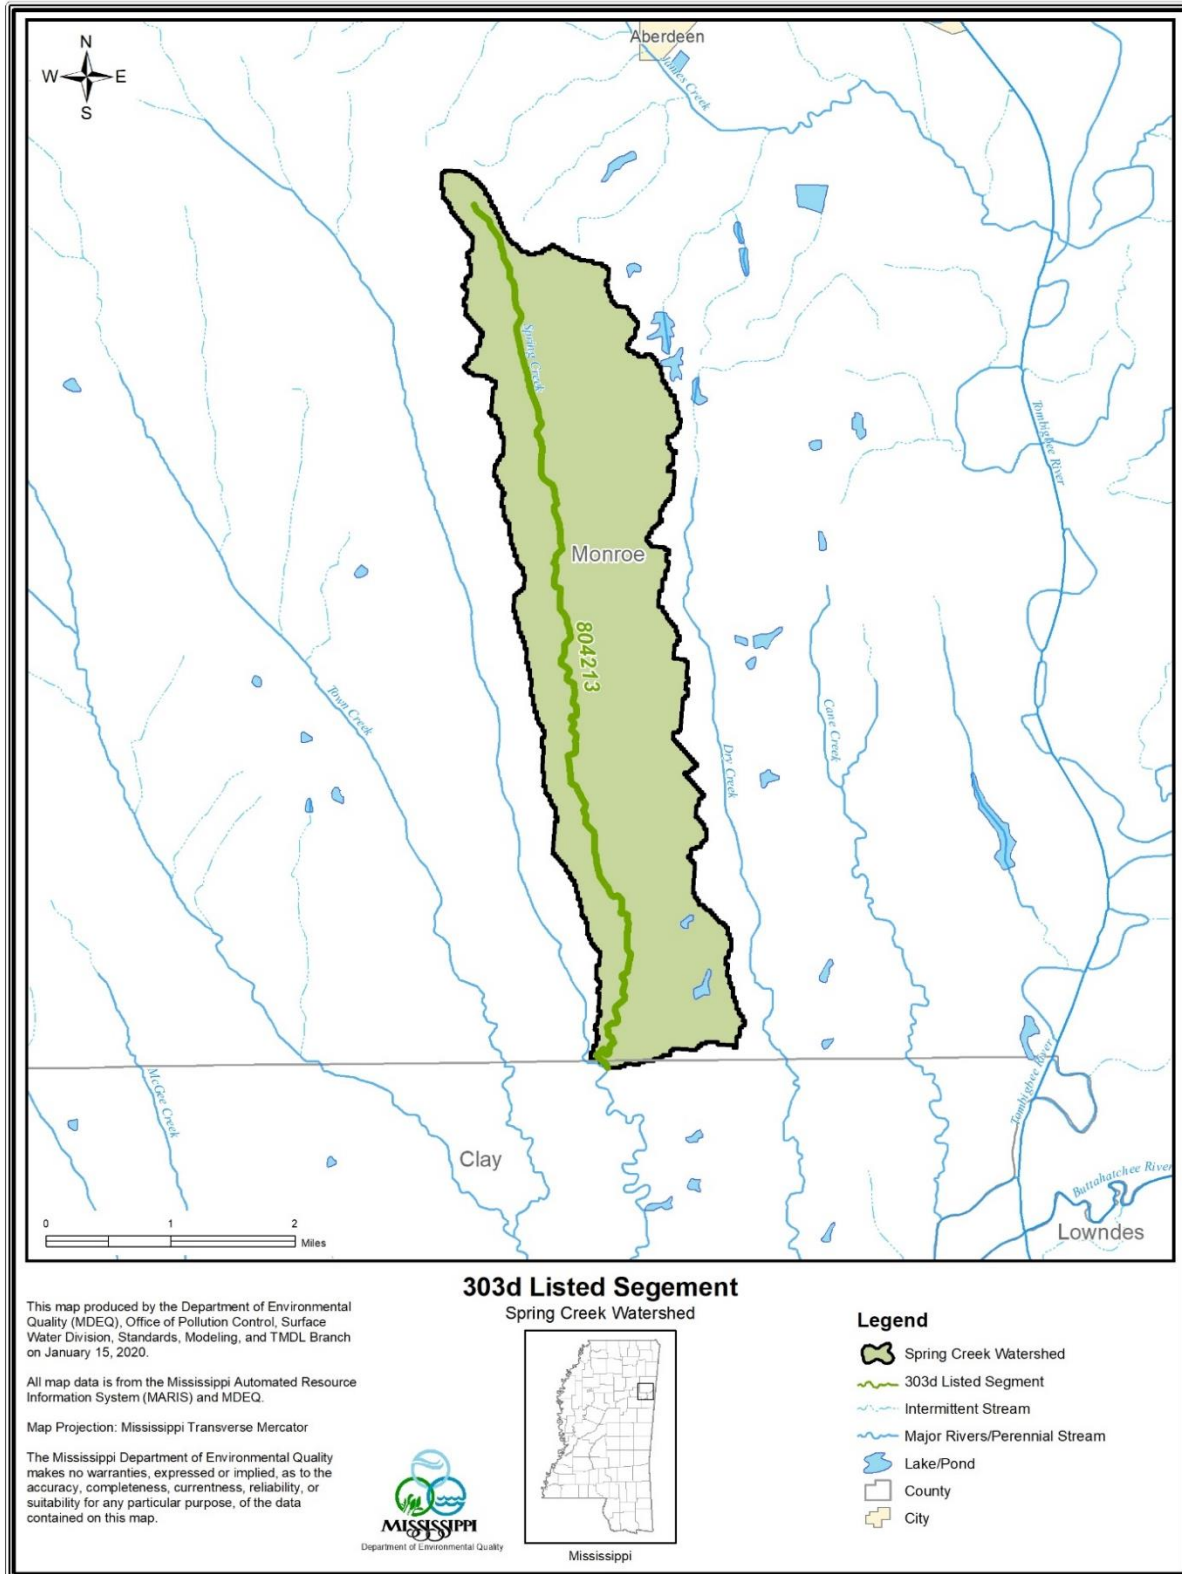 N
W E
S
Aberdeen
James Creek
Spring Creek
Tombigbee River
Monroe
804213
Town Creek
Cane Creek
Dry Creek
McGee Creek
Tombigbee River
Clay
Buttahatchee River
Lowndes
0 1 2
Miles
303d Listed Segement
Spring Creek Watershed
This map produced by the Department of Environmental
Quality (MDEQ), Office of Pollution Control, Surface
Water Division, Standards, Modeling, and TMDL Branch
on January 15, 2020.
All map data is from the Mississippi Automated Resource
Information System (MARIS) and MDEQ.
Map Projection: Mississippi Transverse Mercator
The Mississippi Department of Environmental Quality
makes no warranties, expressed or implied, as to the
accuracy, completeness, currentness, reliability, or
suitability for any particular purpose, of the data
contained on this map.
MISSISSIPPI
Department of Environmental Quality
Mississippi
Legend
Spring Creek Watershed
303d Listed Segment
Intermittent Stream
Major Rivers/Perennial Stream
Lake/Pond
County
City